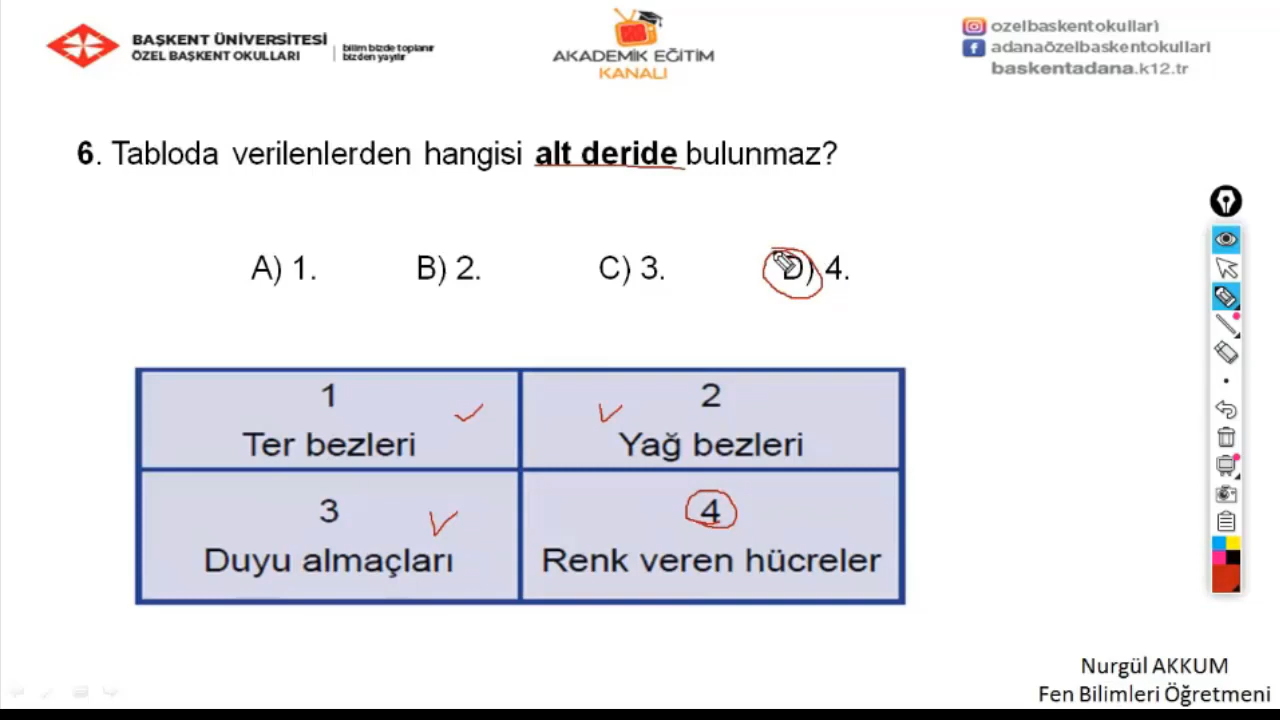 BAŞKENT ÜNİVERSİTESİ
ÖZEL BAŞKENT OKULLARI
bilim bizde toplanır
bizden yayılır
AKADEMİK EĞİTİM
KANALI
ozelbaskentokullari
adanaözelbaskentokullari
baskentadana.k12.tr
6. Tabloda verilenlerden hangisi alt deride bulunmaz?
A) 1. B) 2. C) 3. D) 4.
1
Ter bezleri
2
Yağ bezleri
3
Duyu almaçları
4
Renk veren hücreler
Nurgül AKKUM
Fen Bilimleri Öğretmeni